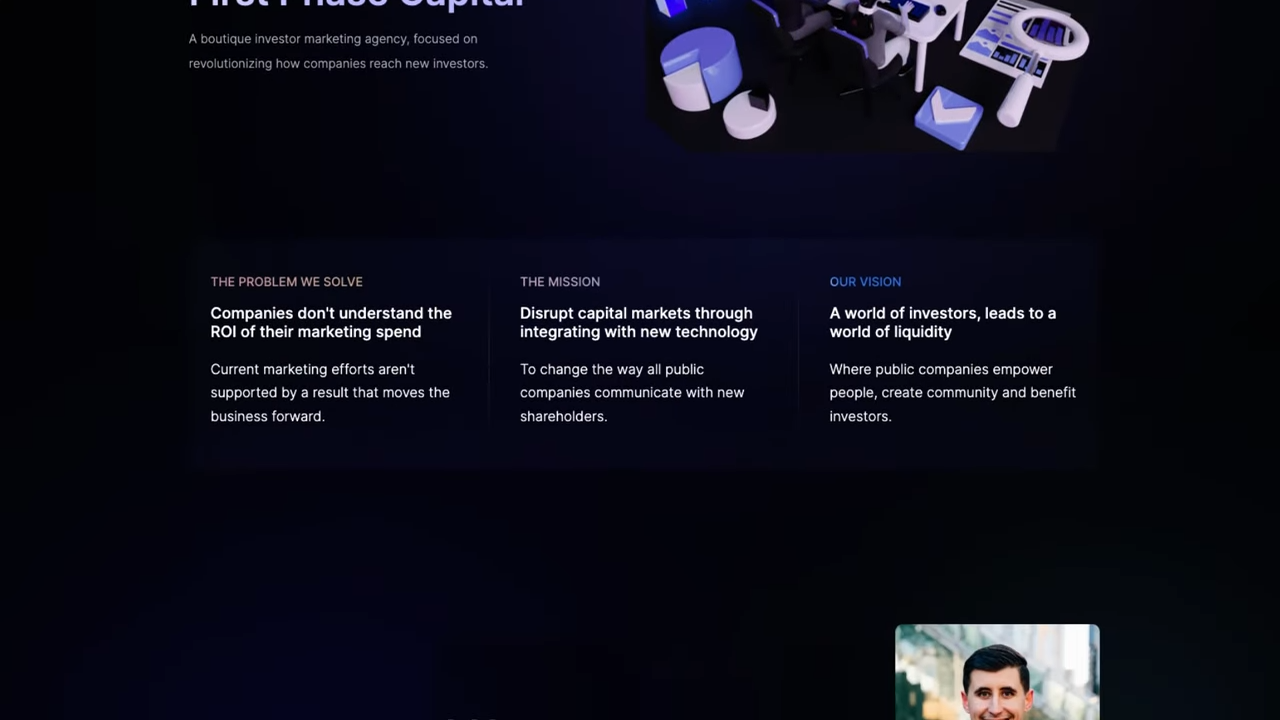 First Phase Capital
A boutique investor marketing agency, focused on
revolutionizing how companies reach new investors.
THE PROBLEM WE SOLVE
Companies don't understand the
ROI of their marketing spend
Current marketing efforts aren't
supported by a result that moves the
business forward.
THE MISSION
Disrupt capital markets through
integrating with new technology
To change the way all public
companies communicate with new
shareholders.
OUR VISION
A world of investors, leads to a
world of liquidity
Where public companies empower
people, create community and benefit
investors.